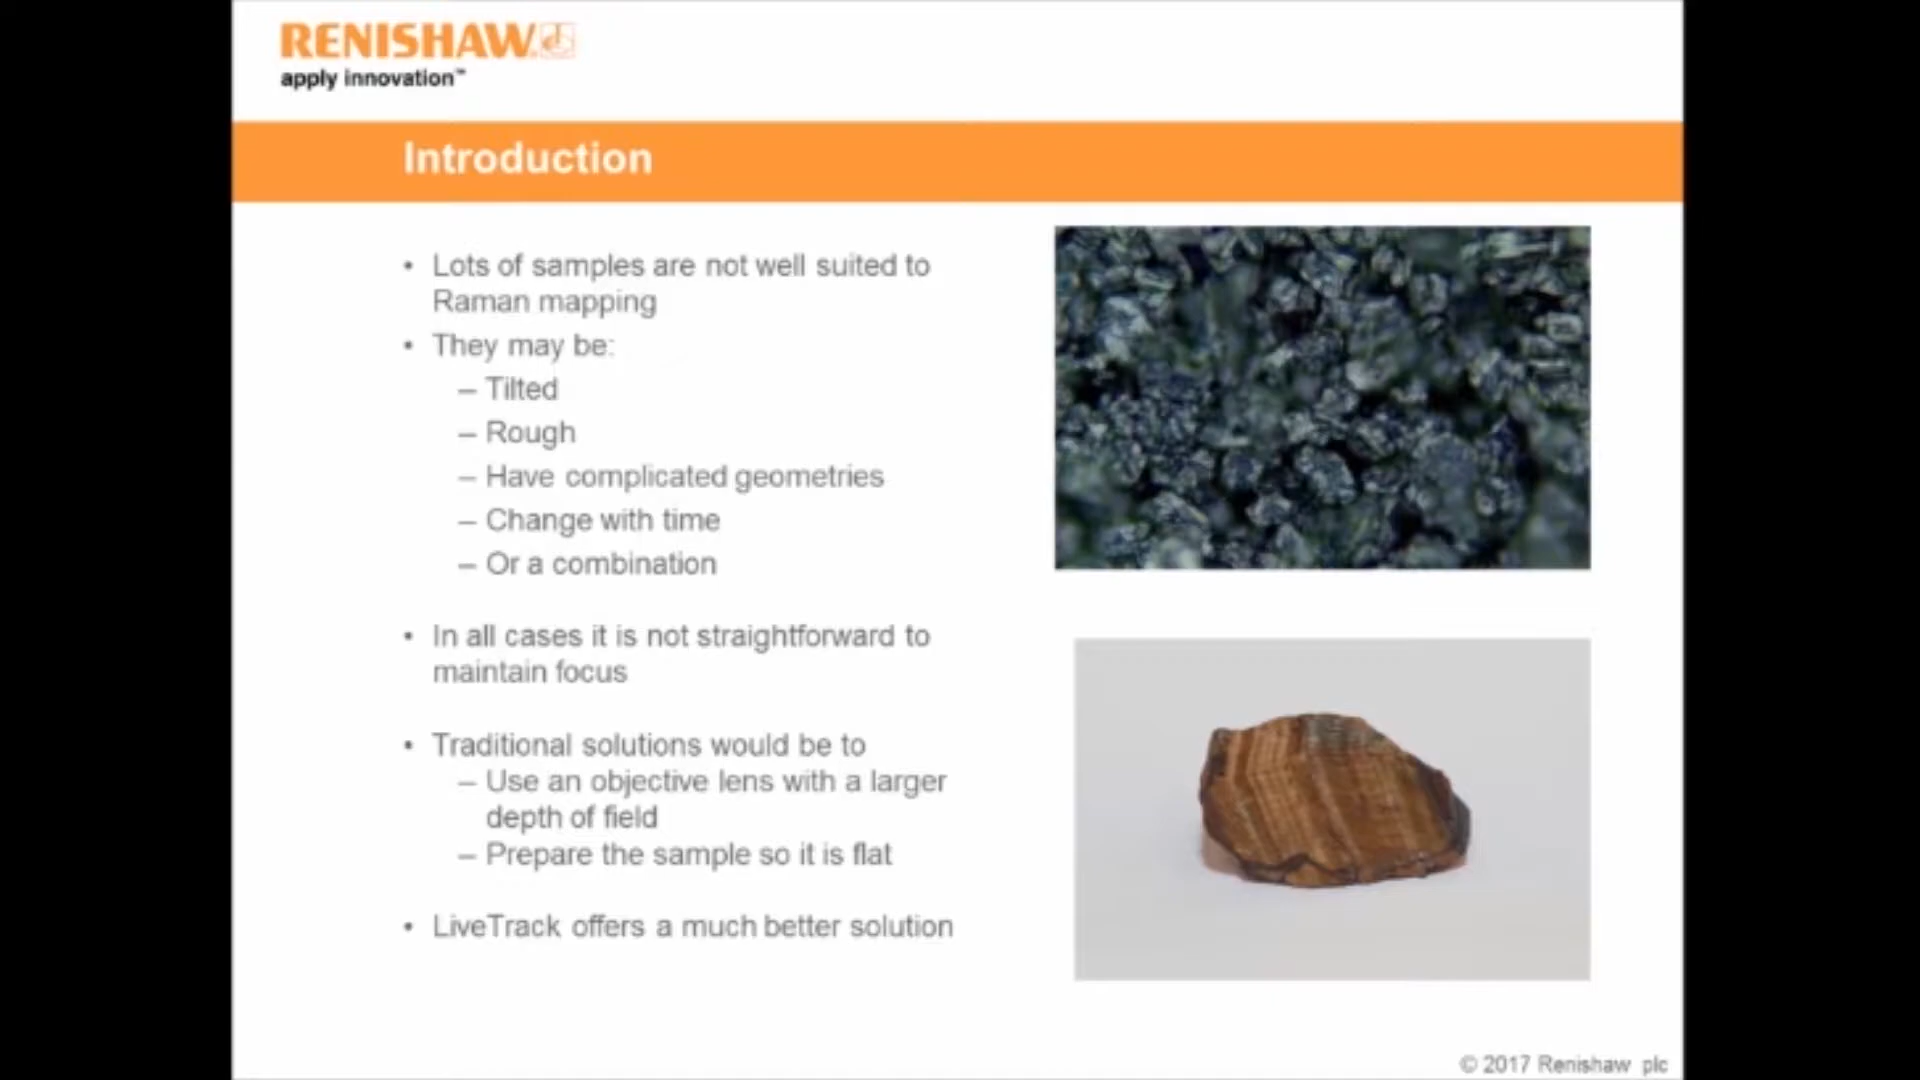 RENISHAW
apply innovation™
Introduction
• Lots of samples are not well suited to
Raman mapping
• They may be:
– Tilted
– Rough
– Have complicated geometries
– Change with time
– Or a combination
• In all cases it is not straightforward to
maintain focus
• Traditional solutions would be to
– Use an objective lens with a larger
depth of field
– Prepare the sample so it is flat
• LiveTrack offers a much better solution
© 2017 Renishaw plc